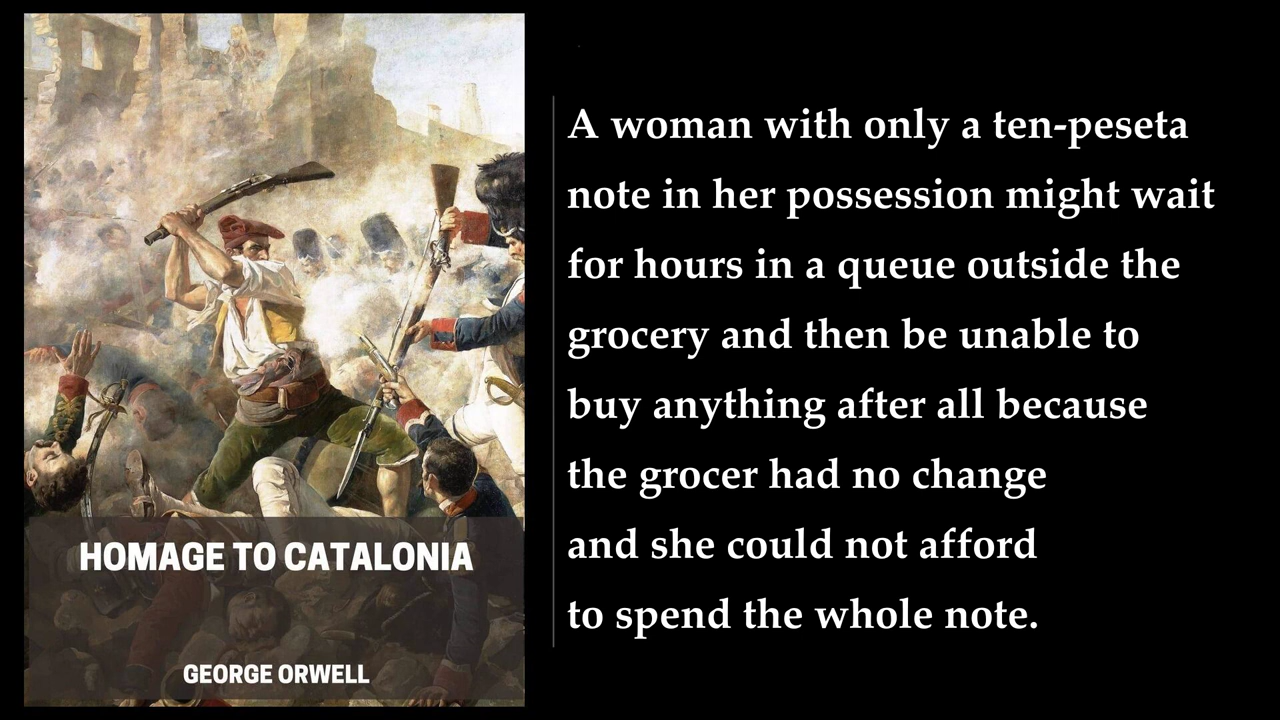 HOMAGE TO CATALONIA
GEORGE ORWELL
A woman with only a ten-peseta
note in her possession might wait
for hours in a queue outside the
grocery and then be unable to
buy anything after all because
the grocer had no change
and she could not afford
to spend the whole note.